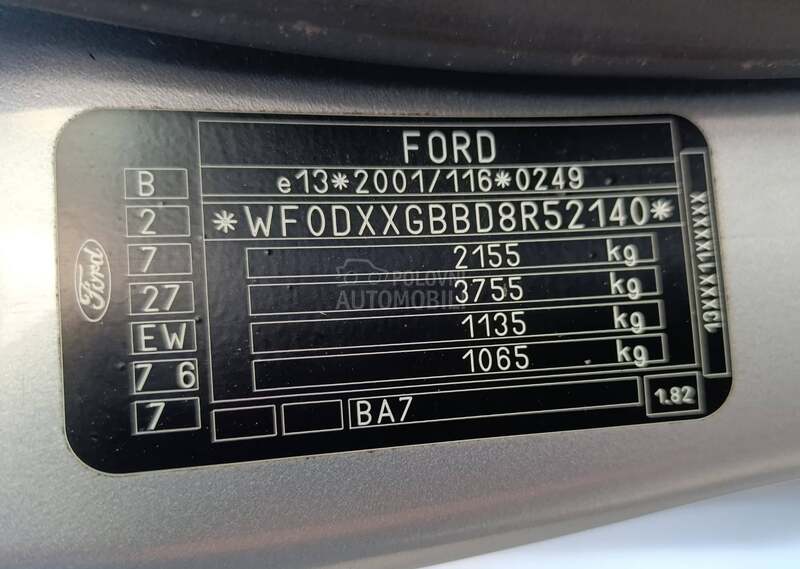 FORD
B
e13*2001/116*0249
2
*WF0DXXGBBD8R52140*
7
2155 kg
27
3755 kg
EW
1135 kg
7 6
1065 kg
7
BA7
1.82
13XXX11XXXXX
Ford
POLOVNI
AUTOMOBILI